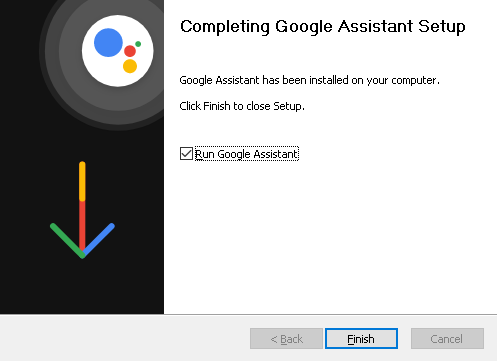 Completing Google Assistant Setup
Google Assistant has been installed on your computer.
Click Finish to close Setup.
Run Google Assistant
< Back
Finish
Cancel